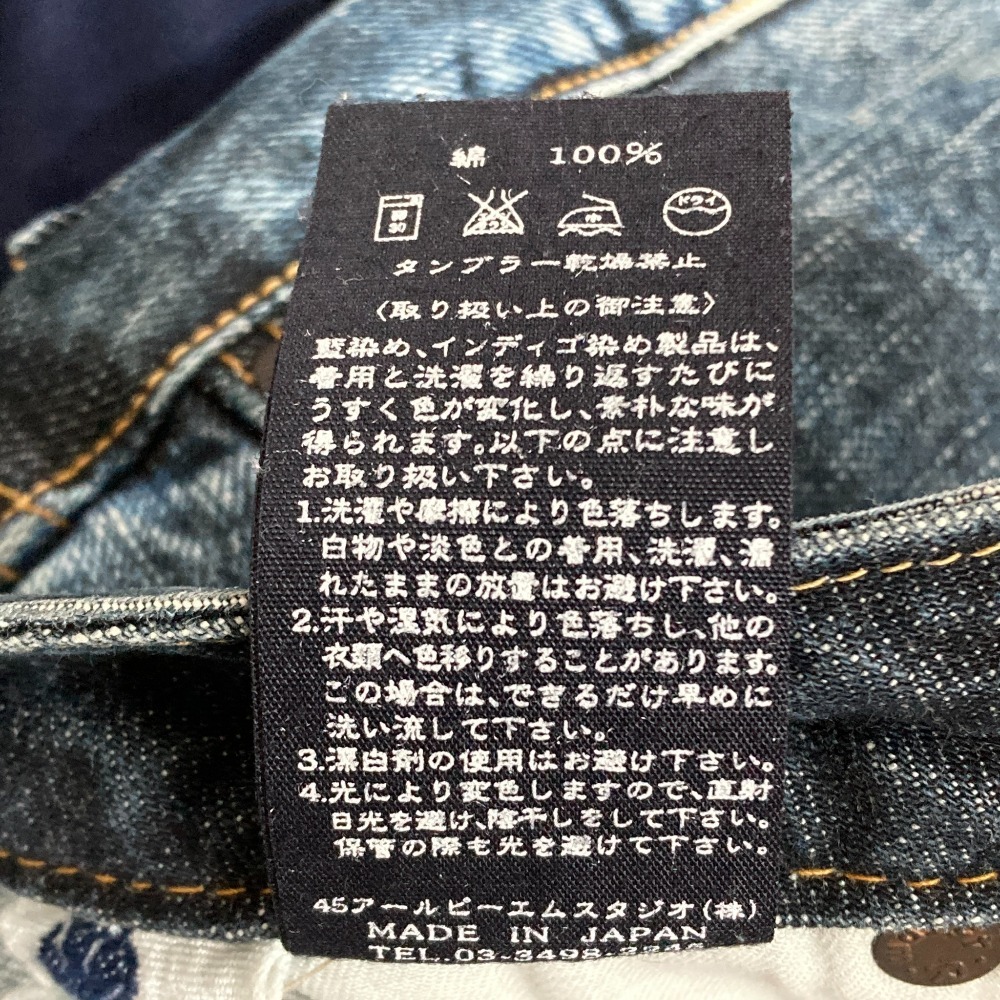 綿 100%
ドライ
タンブラー乾燥禁止
〈取り扱い上の御注意〉
藍染め、インディゴ染め製品は、
着用と洗濯を繰り返すたびに
うすく色が変化し、素朴な味が
得られます。以下の点に注意し
お取り扱い下さい。
1.洗濯や摩擦により色落ちします。
白物や淡色との着用、洗濯、濡
れたままの放置はお避け下さい。
2.汗や湿気により色落ちし、他の
衣類へ色移りすることがあります。
この場合は、できるだけ早めに
洗い流して下さい。
3.漂白剤の使用はお避け下さい。
4.光により変色しますので、直射
日光を避け、陰干しをして下さい。
保管の際も光を避けて下さい。
45アールピーエムスタジオ(株)
MADE IN JAPAN
TEL.03-3498-